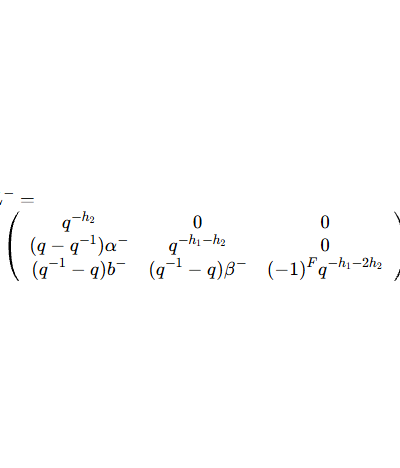 − =
q^{−h_2} 0 0
(q − q^{−1})α^− q^{−h_1−h_2} 0
(q^{−1} − q)b^− (q^{−1} − q)β^− (−1)^F q^{−h_1−2h_2}